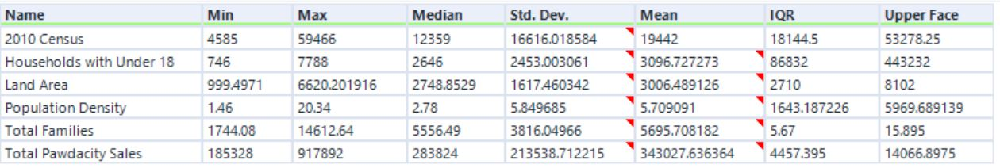 Name Min Max Median Std. Dev. Mean IQR Upper Face
2010 Census 4585 59466 12359 16616.018584 19442 18144.5 53278.25
Households with Under 18 746 7788 2646 2453.003061 3096.727273 86832 443232
Land Area 999.4971 6620.201916 2748.8529 1617.460342 3006.489126 2710 8102
Population Density 1.46 20.34 2.78 5.849685 5.709091 1643.187226 5969.689139
Total Families 1744.08 14612.64 5556.49 3816.04966 5695.708182 5.67 15.895
Total Pawdacity Sales 185328 917892 283824 213538.712215 343027.636364 4457.395 14066.8975